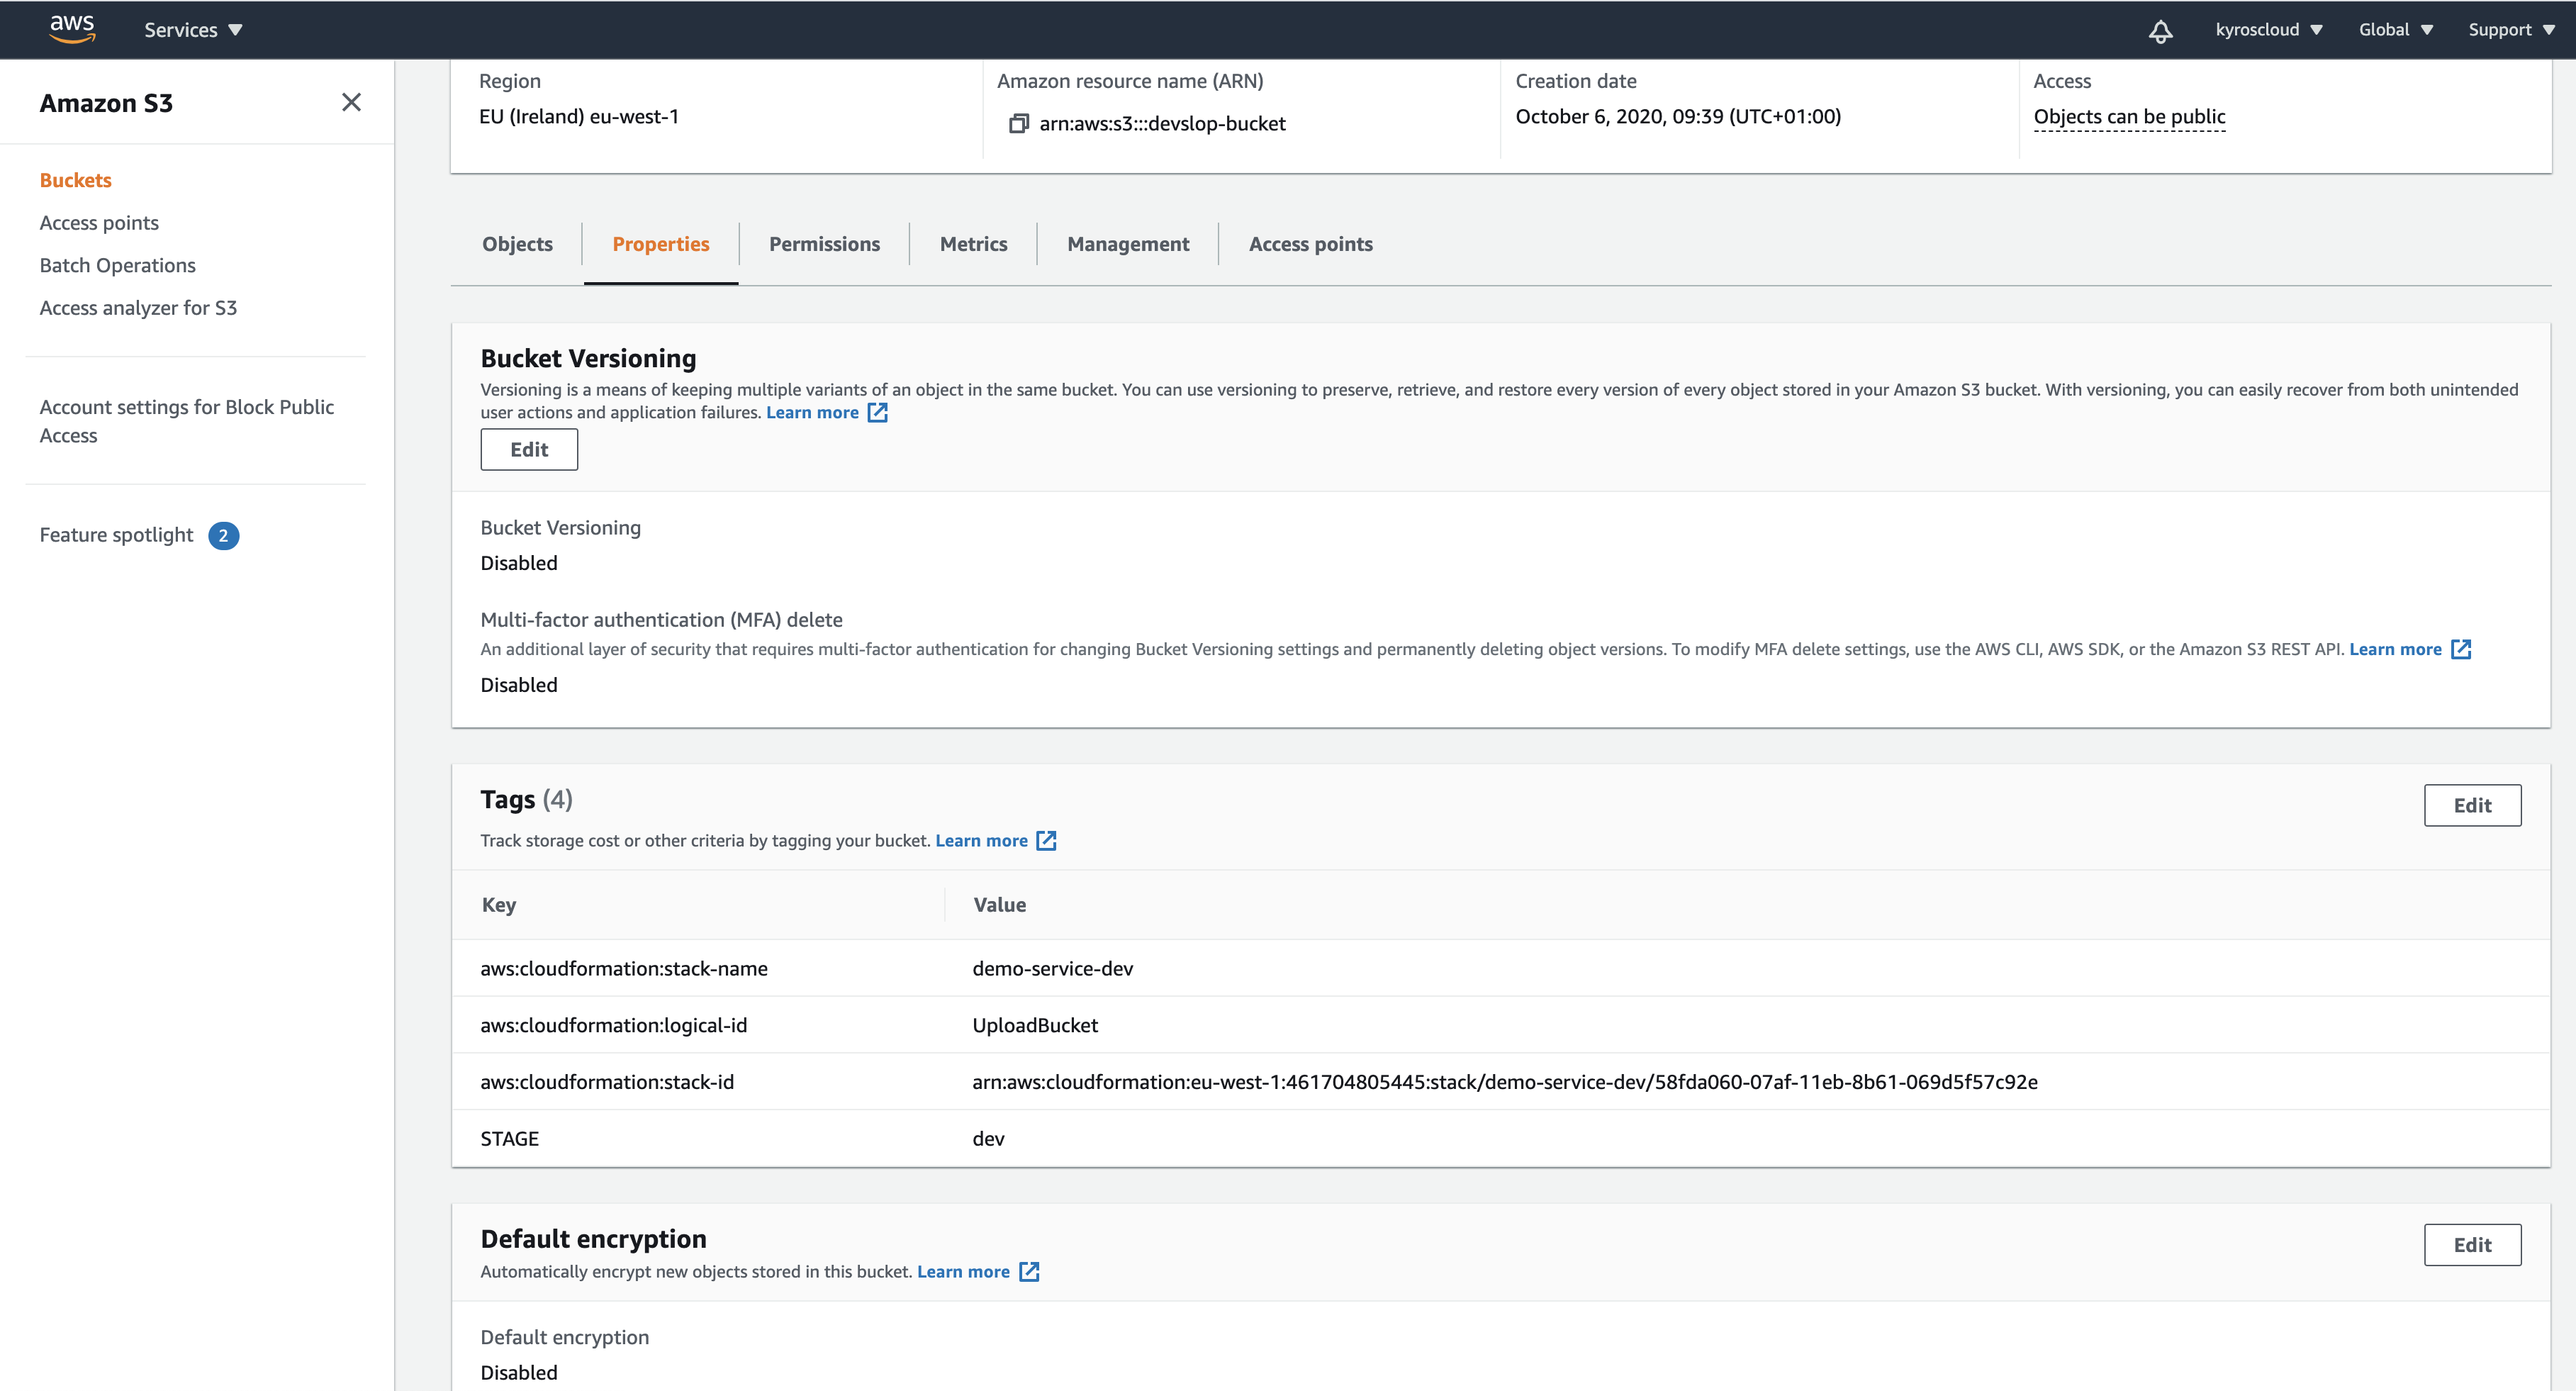 aws
Services
kyroscloud
Global
Support
Amazon S3
Buckets
Access points
Batch Operations
Access analyzer for S3
Account settings for Block Public
Access
Feature spotlight 2
Region
EU (Ireland) eu-west-1
Amazon resource name (ARN)
arn:aws:s3:::devslop-bucket
Creation date
October 6, 2020, 09:39 (UTC+01:00)
Access
Objects can be public
Objects
Properties
Permissions
Metrics
Management
Access points
Bucket Versioning
Versioning is a means of keeping multiple variants of an object in the same bucket. You can use versioning to preserve, retrieve, and restore every version of every object stored in your Amazon S3 bucket. With versioning, you can easily recover from both unintended
user actions and application failures. Learn more
Edit
Bucket Versioning
Disabled
Multi-factor authentication (MFA) delete
An additional layer of security that requires multi-factor authentication for changing Bucket Versioning settings and permanently deleting object versions. To modify MFA delete settings, use the AWS CLI, AWS SDK, or the Amazon S3 REST API. Learn more
Disabled
Tags (4)
Edit
Track storage cost or other criteria by tagging your bucket. Learn more
Key
Value
aws:cloudformation:stack-name
demo-service-dev
aws:cloudformation:logical-id
UploadBucket
aws:cloudformation:stack-id
arn:aws:cloudformation:eu-west-1:461704805445:stack/demo-service-dev/58fda060-07af-11eb-8b61-069d5f57c92e
STAGE
dev
Default encryption
Edit
Automatically encrypt new objects stored in this bucket. Learn more
Default encryption
Disabled